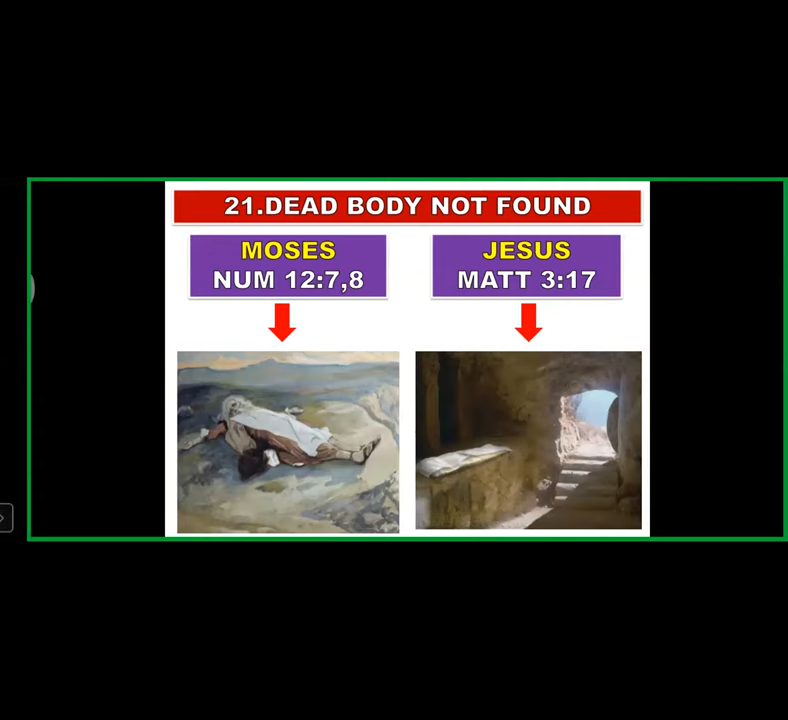 21.DEAD BODY NOT FOUND
MOSES
NUM 12:7,8
JESUS
MATT 3:17